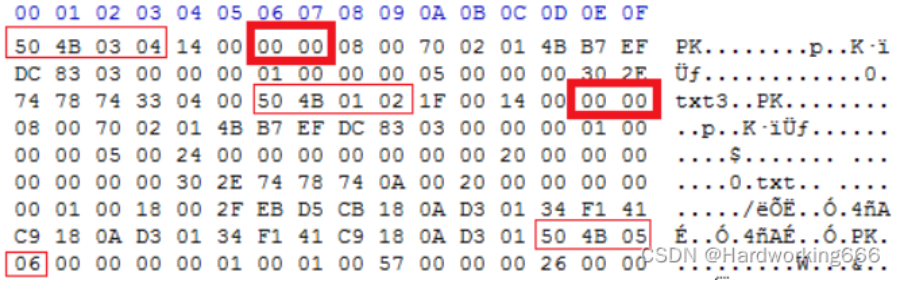 00 01 02 03 04 05 06 07 08 09 0A 0B 0C 0D 0E 0F
50 4B 03 04 14 00 00 00 08 00 70 02 01 4B B7 EF PK........p..K·ï
DC 83 03 00 00 00 01 00 00 00 05 00 00 00 30 2E Üƒ............0.
74 78 74 33 04 00 50 4B 01 02 1F 00 14 00 00 00 txt3..PK........
08 00 70 02 01 4B B7 EF DC 83 03 00 00 00 01 00 ..p..K·ïÜƒ......
00 00 05 00 24 00 00 00 00 00 00 00 20 00 00 00 ....$....... ...
00 00 00 00 30 2E 74 78 74 0A 00 20 00 00 00 00 ....0.txt.. ....
00 01 00 18 00 2F EB D5 CB 18 0A D3 01 34 F1 41 ...../ëÕË..Ó.4ñA
C9 18 0A D3 01 34 F1 41 C9 18 0A D3 01 50 4B 05 É..Ó.4ñAÉ..Ó.PK.
06 00 00 00 00 01 00 01 00 57 00 00 00 26 00 00 .........W...&..
CSDN @Hardworking666